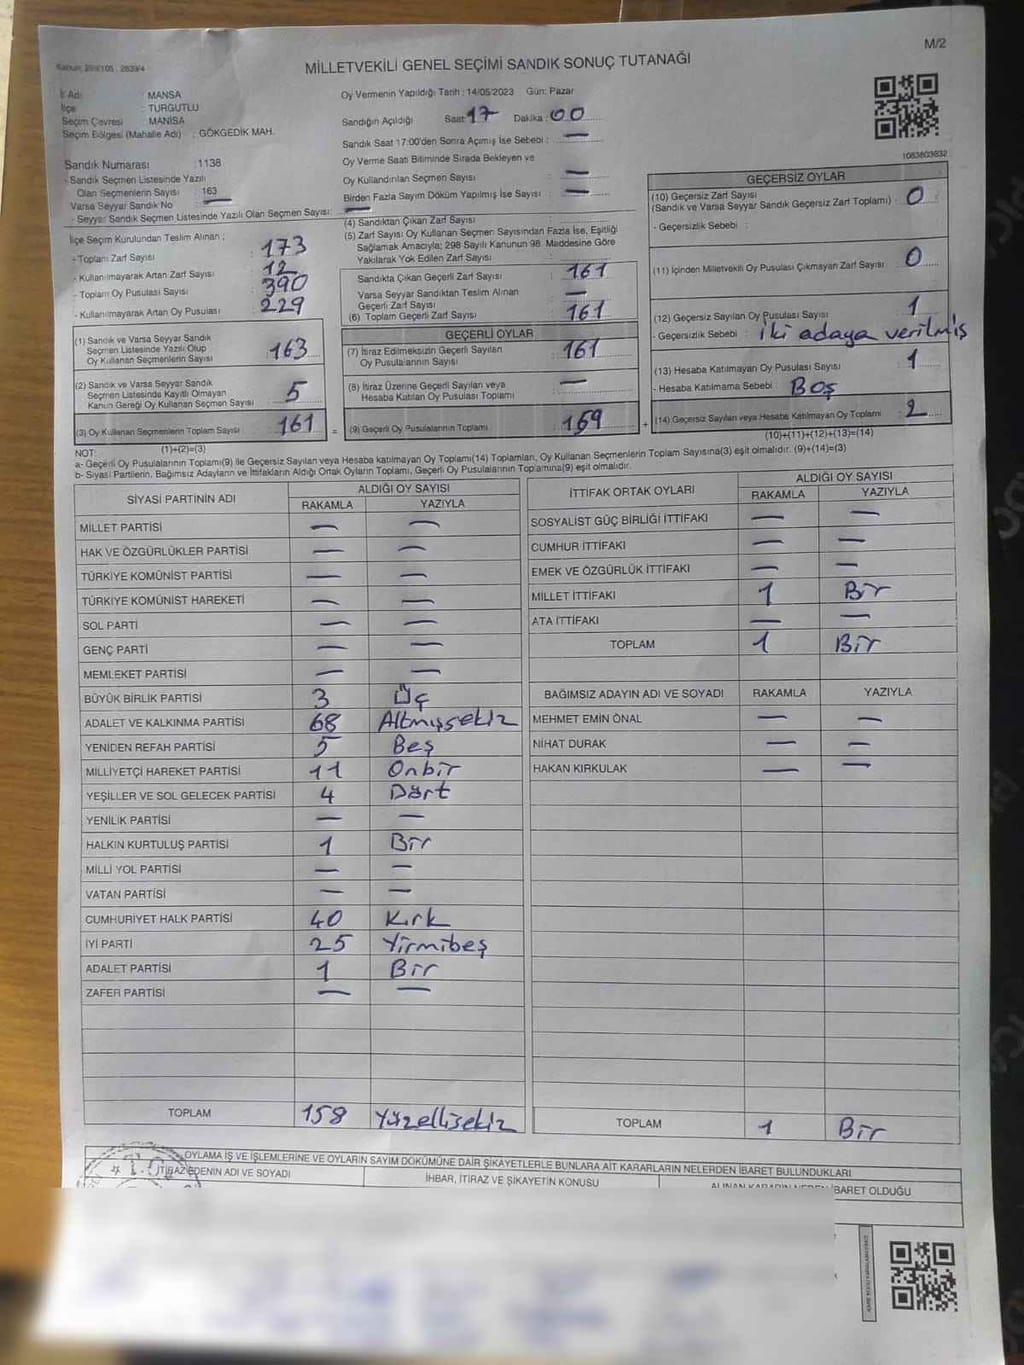 M/2
Kanun: 298/105 , 2839/4
MİLLETVEKİLİ GENEL SEÇİMİ SANDIK SONUÇ TUTANAĞI
İl Adı : MANİSA
İlçe : TURGUTLU
Seçim Çevresi : MANİSA
Seçim Bölgesi (Mahalle Adı) : GÖKGEDİK MAH.
Sandık Numarası : 1138
- Sandık Seçmen Listesinde Yazılı
Olan Seçmenlerin Sayısı : 163
Varsa Seyyar Sandık No : —
- Seyyar Sandık Seçmen Listesinde Yazılı Olan Seçmen Sayısı: —
Oy Vermenin Yapıldığı Tarih : 14/05/2023 Gün: Pazar
Sandığın Açıldığı Saat: 17 Dakika : 00
Sandık Saat 17:00'den Sonra Açılmış İse Sebebi : —
Oy Verme Saati Bitiminde Sırada Bekleyen ve
Oy Kullandırılan Seçmen Sayısı : —
Birden Fazla Sayım Döküm Yapılmış İse Sayısı : —
1083803832
İlçe Seçim Kurulundan Teslim Alınan :
- Toplam Zarf Sayısı : 173
- Kullanılmayarak Artan Zarf Sayısı : 12
- Toplam Oy Pusulası Sayısı : 390
- Kullanılmayarak Artan Oy Pusulası : 229
(1) Sandık ve Varsa Seyyar Sandık
Seçmen Listesinde Yazılı Olup
Oy Kullanan Seçmenlerin Sayısı : 163
(2) Sandık ve Varsa Seyyar Sandık
Seçmen Listesinde Kayıtlı Olmayan
Kanun Gereği Oy Kullanan Seçmen Sayısı : 5
(3) Oy Kullanan Seçmenlerin Toplam Sayısı : 161
(1)+(2)=(3)
(4) Sandıktan Çıkan Zarf Sayısı :
(5) Zarf Sayısı Oy Kullanan Seçmen Sayısından Fazla İse, Eşitliği
Sağlamak Amacıyla; 298 Sayılı Kanunun 98. Maddesine Göre
Yakılarak Yok Edilen Zarf Sayısı :
Sandıkta Çıkan Geçerli Zarf Sayısı : 161
Varsa Seyyar Sandıktan Teslim Alınan
Geçerli Zarf Sayısı : —
(6) Toplam Geçerli Zarf Sayısı : 161
GEÇERLİ OYLAR
(7) İtiraz Edilmeksizin Geçerli Sayılan
Oy Pusulalarının Sayısı : 161
(8) İtiraz Üzerine Geçerli Sayılan veya
Hesaba Katılan Oy Pusulası Toplamı : —
= (9) Geçerli Oy Pusulalarının Toplamı : 159
GEÇERSİZ OYLAR
(10) Geçersiz Zarf Sayısı
(Sandık ve Varsa Seyyar Sandık Geçersiz Zarf Toplamı) : 0
- Geçersizlik Sebebi :
(11) İçinden Milletvekili Oy Pusulası Çıkmayan Zarf Sayısı : 0
(12) Geçersiz Sayılan Oy Pusulası Sayısı : 1
- Geçersizlik Sebebi : iki adaya verilmiş
(13) Hesaba Katılmayan Oy Pusulası Sayısı : 1
- Hesaba Katılmama Sebebi : Boş
+ (14) Geçersiz Sayılan veya Hesaba Katılmayan Oy Toplamı : 2
(10)+(11)+(12)+(13)=(14)
NOT:
a- Geçerli Oy Pusulalarının Toplamı(9) ile Geçersiz Sayılan veya Hesaba katılmayan Oy Toplamı(14) Toplamları, Oy Kullanan Seçmenlerin Toplam Sayısına(3) eşit olmalıdır. (9)+(14)=(3)
b- Siyasi Partilerin, Bağımsız Adayların ve İttifakların Aldığı Ortak Oyların Toplamı, Geçerli Oy Pusulalarının Toplamına(9) eşit olmalıdır.
SİYASİ PARTİNİN ADI ALDIĞI OY SAYISI
RAKAMLA YAZIYLA
MİLLET PARTİSİ — —
HAK VE ÖZGÜRLÜKLER PARTİSİ — —
TÜRKİYE KOMÜNİST PARTİSİ — —
TÜRKİYE KOMÜNİST HAREKETİ — —
SOL PARTİ — —
GENÇ PARTİ — —
MEMLEKET PARTİSİ — —
BÜYÜK BİRLİK PARTİSİ 3 Üç
ADALET VE KALKINMA PARTİSİ 68 Altmışsekiz
YENİDEN REFAH PARTİSİ 5 Beş
MİLLİYETÇİ HAREKET PARTİSİ 11 Onbir
YEŞİLLER VE SOL GELECEK PARTİSİ 4 Dört
YENİLİK PARTİSİ — —
HALKIN KURTULUŞ PARTİSİ 1 Bir
MİLLİ YOL PARTİSİ — —
VATAN PARTİSİ — —
CUMHURİYET HALK PARTİSİ 40 Kırk
İYİ PARTİ 25 Yirmibeş
ADALET PARTİSİ 1 Bir
ZAFER PARTİSİ — —
TOPLAM 158 Yüzellisekiz
İTTİFAK ORTAK OYLARI ALDIĞI OY SAYISI
RAKAMLA YAZIYLA
SOSYALİST GÜÇ BİRLİĞİ İTTİFAKI — —
CUMHUR İTTİFAKI — —
EMEK VE ÖZGÜRLÜK İTTİFAKI — —
MİLLET İTTİFAKI 1 Bir
ATA İTTİFAKI — —
TOPLAM 1 Bir
BAĞIMSIZ ADAYIN ADI VE SOYADI RAKAMLA YAZIYLA
MEHMET EMİN ÖNAL — —
NİHAT DURAK — —
HAKAN KIRKULAK — —
TOPLAM 1 Bir
OYLAMA İŞ VE İŞLEMLERİNE VE OYLARIN SAYIM DÖKÜMÜNE DAİR ŞİKAYETLERLE BUNLARA AİT KARARLARIN NELERDEN İBARET BULUNDUKLARI
İTİRAZ EDENİN ADI VE SOYADI İHBAR, İTİRAZ VE ŞİKAYETİN KONUSU ALINAN KARARIN NEDEN İBARET OLDUĞU
T.C.